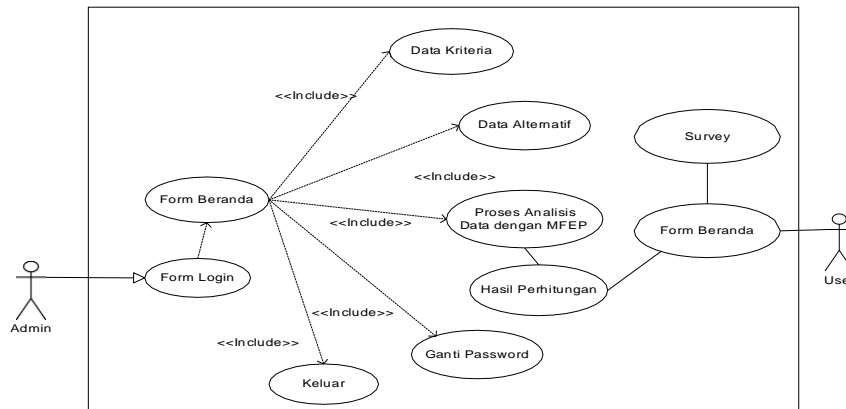 Data Kriteria
<<Include>>
Data Alternatif
Survey
<<Include>>
Form Beranda
Proses Analisis
Data dengan MFEP
<<Include>>
Form Beranda
Form Login
Hasil Perhitungan
User
Admin
<<Include>>
<<Include>>
Ganti Password
Keluar